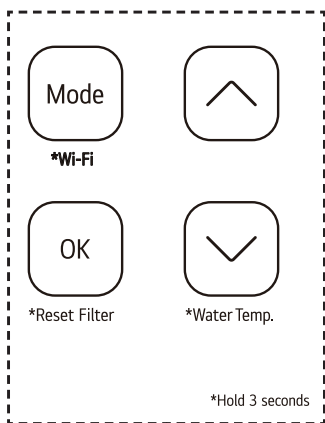 Mode
*Wi-Fi
OK
*Reset Filter
*Water Temp.
*Hold 3 seconds